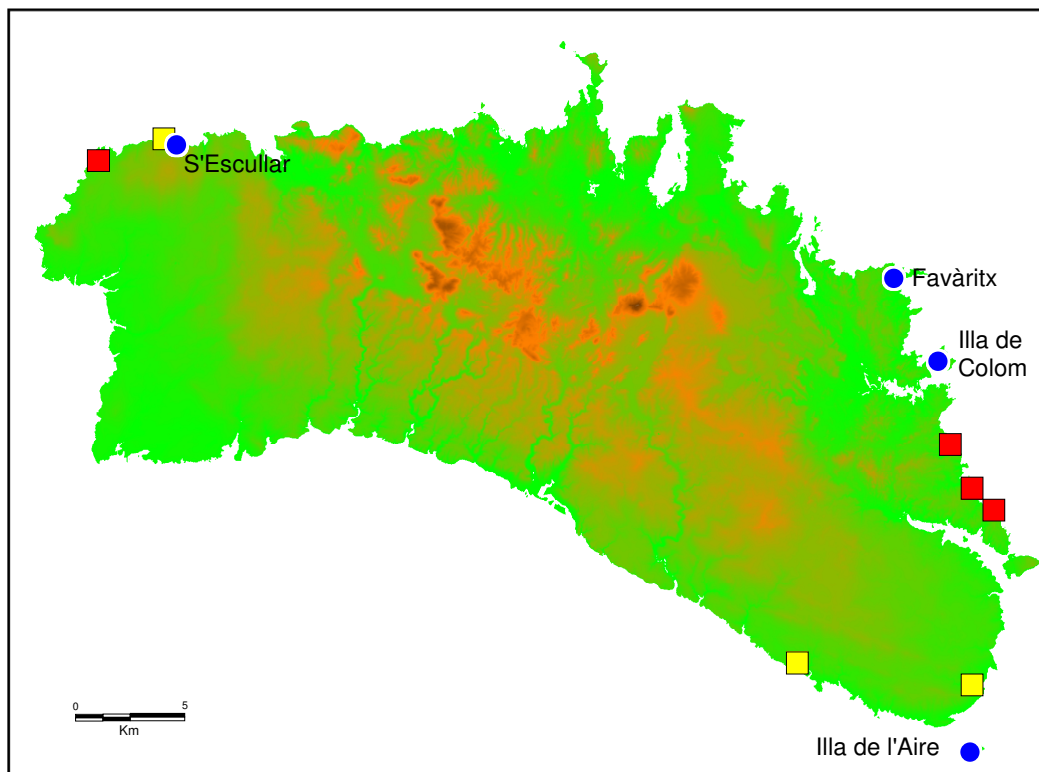 S'Escullar
Favàritx
Illa de
Colom
0 5
Km
Illa de l'Aire